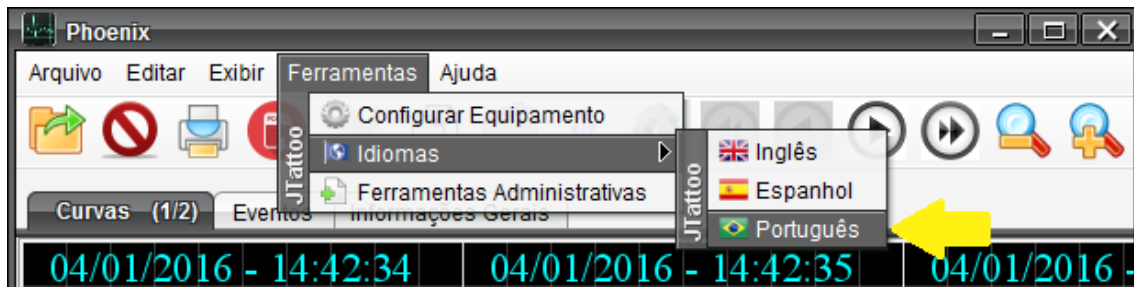 Phoenix
Arquivo Editar Exibir Ferramentas Ajuda
JTattoo
Configurar Equipamento
Idiomas
Ferramentas Administrativas
JTattoo
Inglês
Espanhol
Português
Curvas (1/2) Eventos Informações Gerais
04/01/2016 - 14:42:34 04/01/2016 - 14:42:35 04/01/2016 -